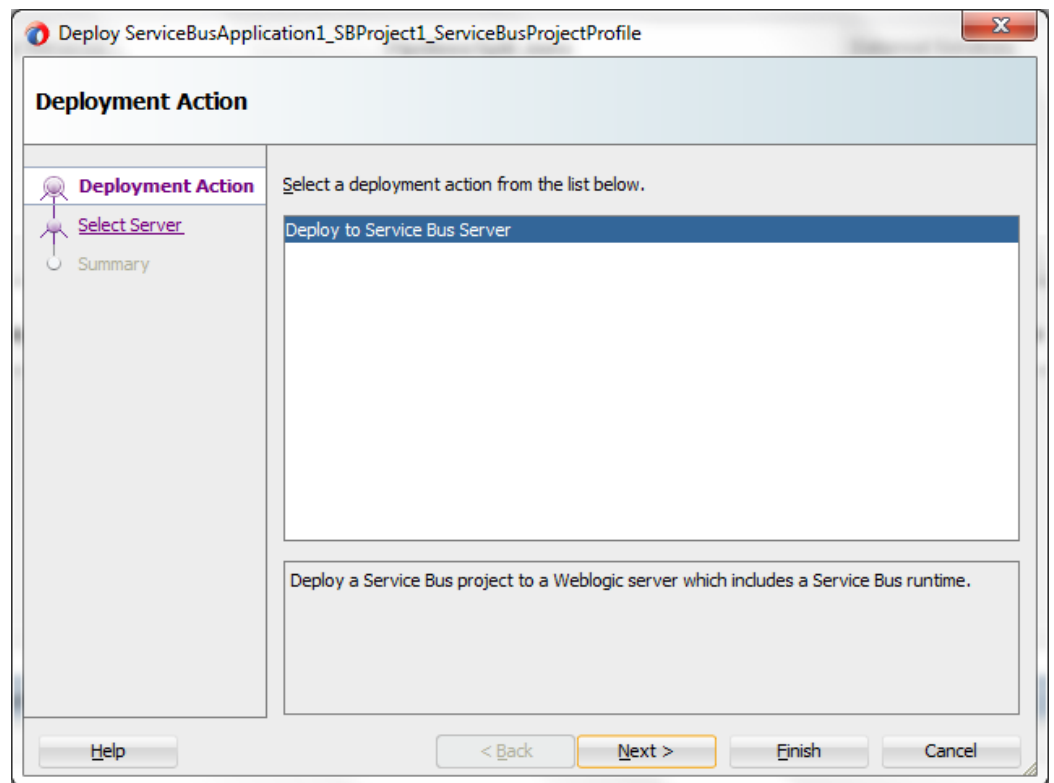 Deploy ServiceBusApplication1_SBProject1_ServiceBusProjectProfile
Deployment Action
Deployment Action
Select Server
Summary
Select a deployment action from the list below.
Deploy to Service Bus Server
Deploy a Service Bus project to a Weblogic server which includes a Service Bus runtime.
Help
< Back
Next >
Finish
Cancel